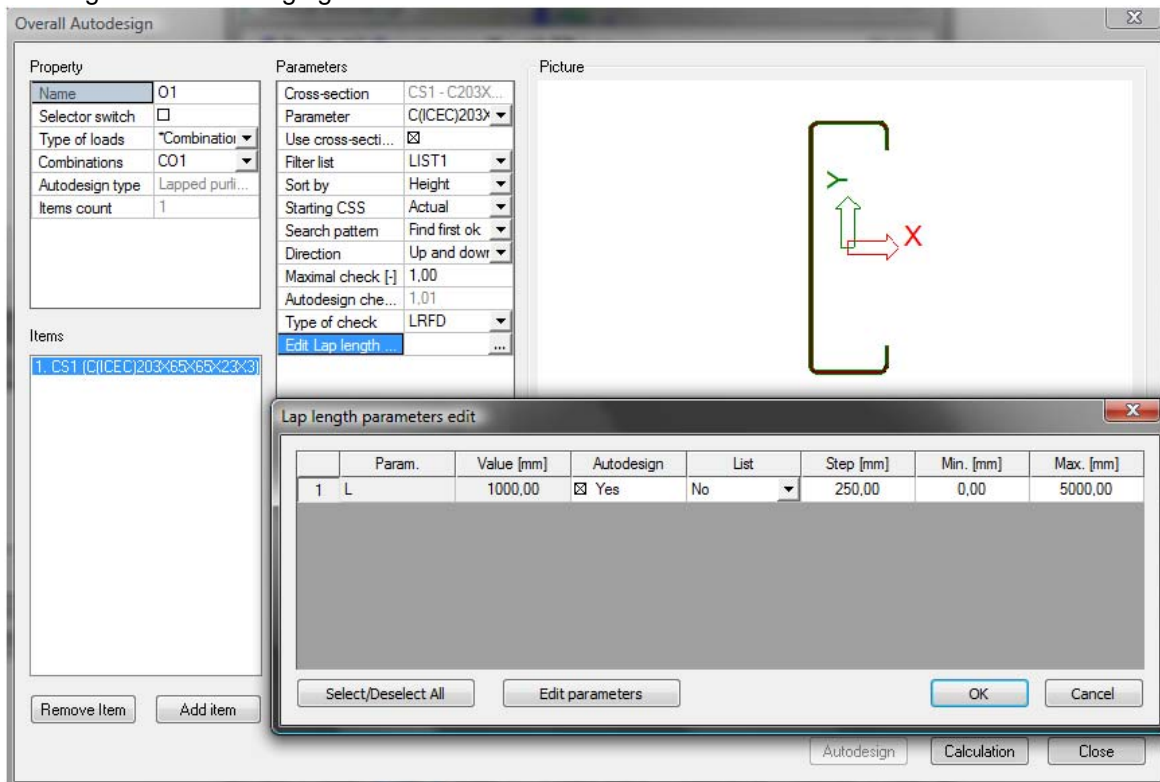 Overall Autodesign
Property
Name O1
Selector switch
Type of loads *Combination
Combinations CO1
Autodesign type Lapped purli...
Items count 1
Items
1. CS1 (C(ICEC)203X65X65X23X3)
Remove Item Add item
Parameters
Cross-section CS1 - C203X...
Parameter C(ICEC)203X
Use cross-secti...
Filter list LIST1
Sort by Height
Starting CSS Actual
Search pattern Find first ok
Direction Up and down
Maximal check [-] 1,00
Autodesign che... 1,01
Type of check LRFD
Edit Lap length ... ...
Picture
Y
X
Lap length parameters edit
Param. Value [mm] Autodesign List Step [mm] Min. [mm] Max. [mm]
1 L 1000,00 Yes No 250,00 0,00 5000,00
Select/Deselect All Edit parameters OK Cancel
Autodesign Calculation Close